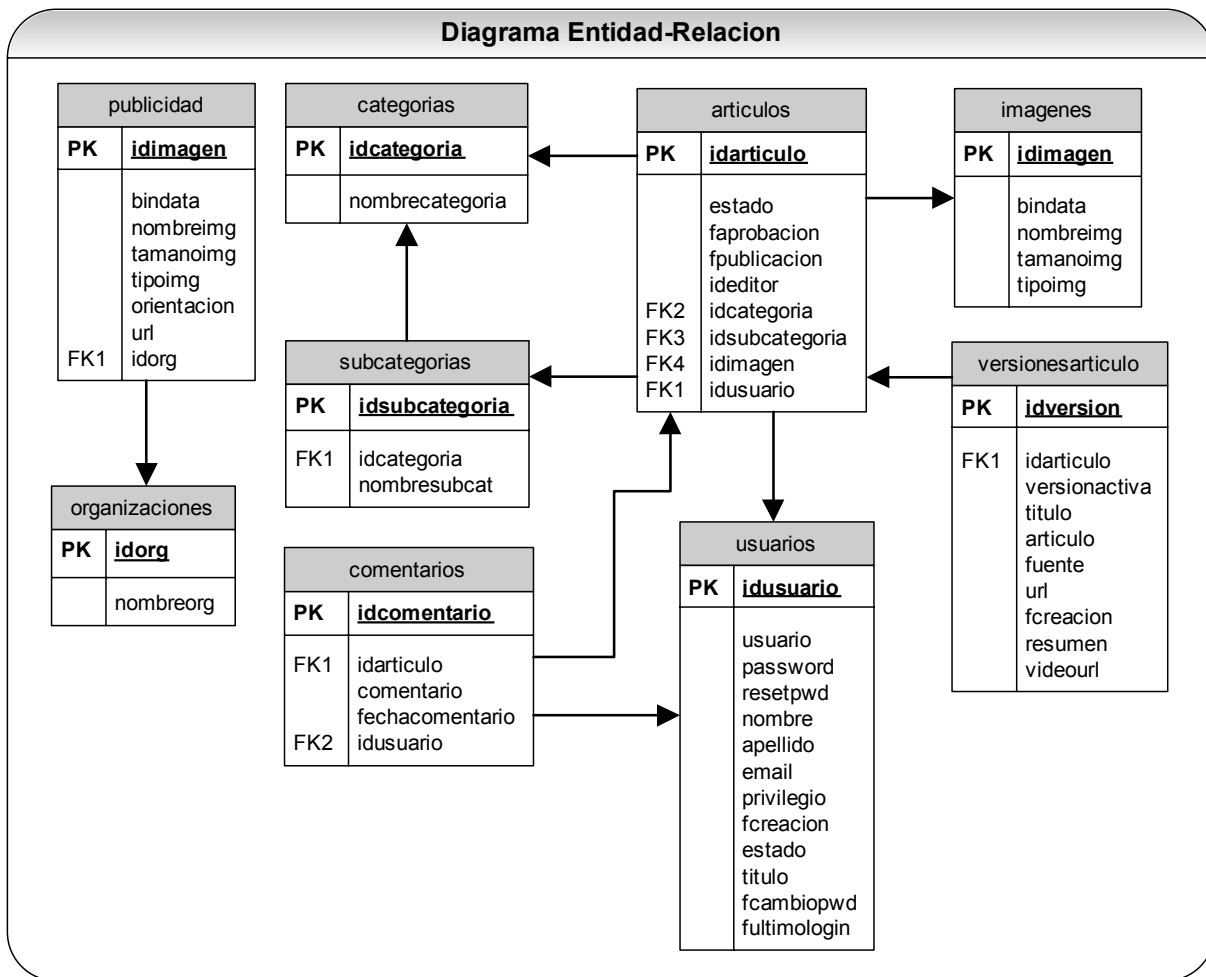 Diagrama Entidad-Relacion
publicidad
PK idimagen
bindata
nombreimg
tamanoimg
tipoimg
orientacion
url
FK1 idorg
categorias
PK idcategoria
nombrecategoria
articulos
PK idarticulo
estado
faprobacion
fpublicacion
ideditor
FK2 idcategoria
FK3 idsubcategoria
FK4 idimagen
FK1 idusuario
imagenes
PK idimagen
bindata
nombreimg
tamanoimg
tipoimg
subcategorias
PK idsubcategoria
FK1 idcategoria
nombresubcat
versionesarticulo
PK idversion
FK1 idarticulo
versionactiva
titulo
articulo
fuente
url
fcreacion
resumen
videourl
organizaciones
PK idorg
nombreorg
comentarios
PK idcomentario
FK1 idarticulo
comentario
fechacomentario
FK2 idusuario
usuarios
PK idusuario
usuario
password
resetpwd
nombre
apellido
email
privilegio
fcreacion
estado
titulo
fcambiopwd
fultimologin